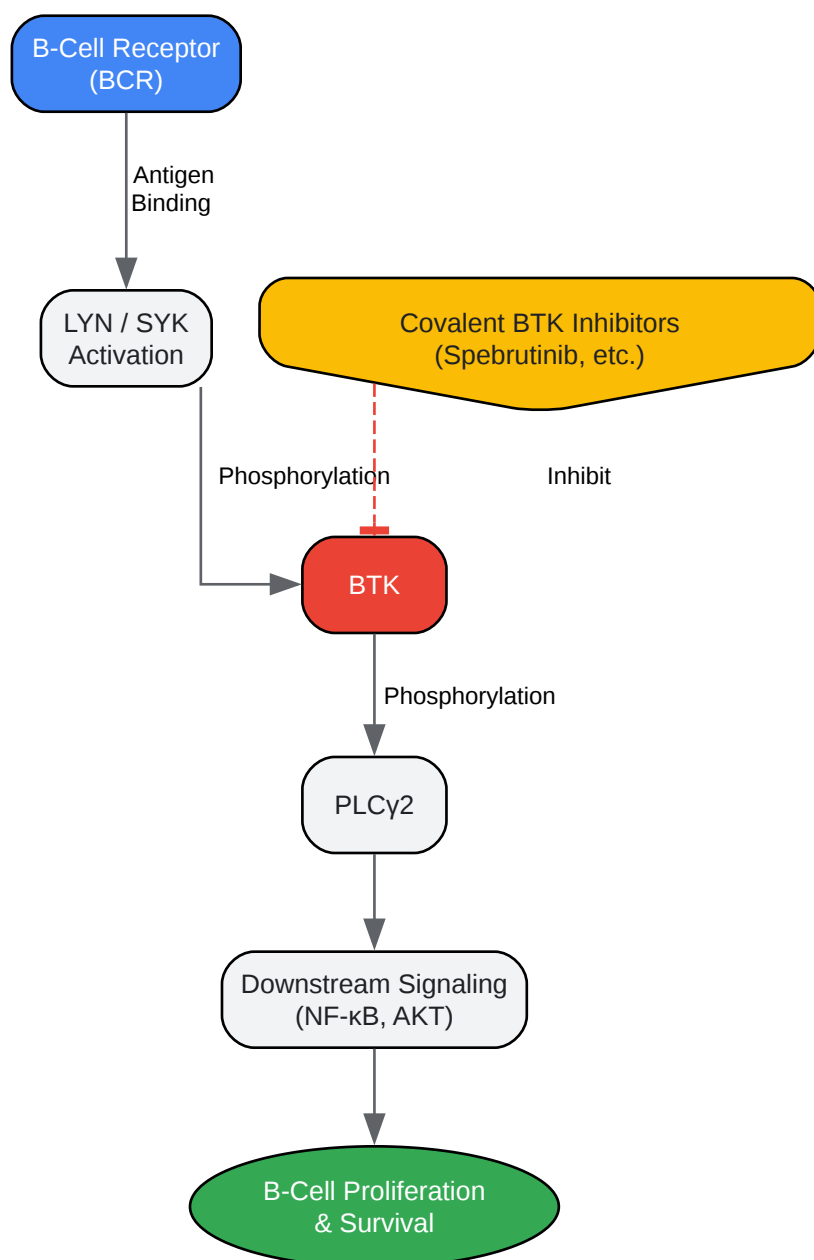 B-Cell Receptor
(BCR)
Antigen
Binding
LYN / SYK
Activation
Covalent BTK Inhibitors
(Spebrutinib, etc.)
Phosphorylation
Inhibit
BTK
Phosphorylation
PLCγ2
Downstream Signaling
(NF-κB, AKT)
B-Cell Proliferation
& Survival